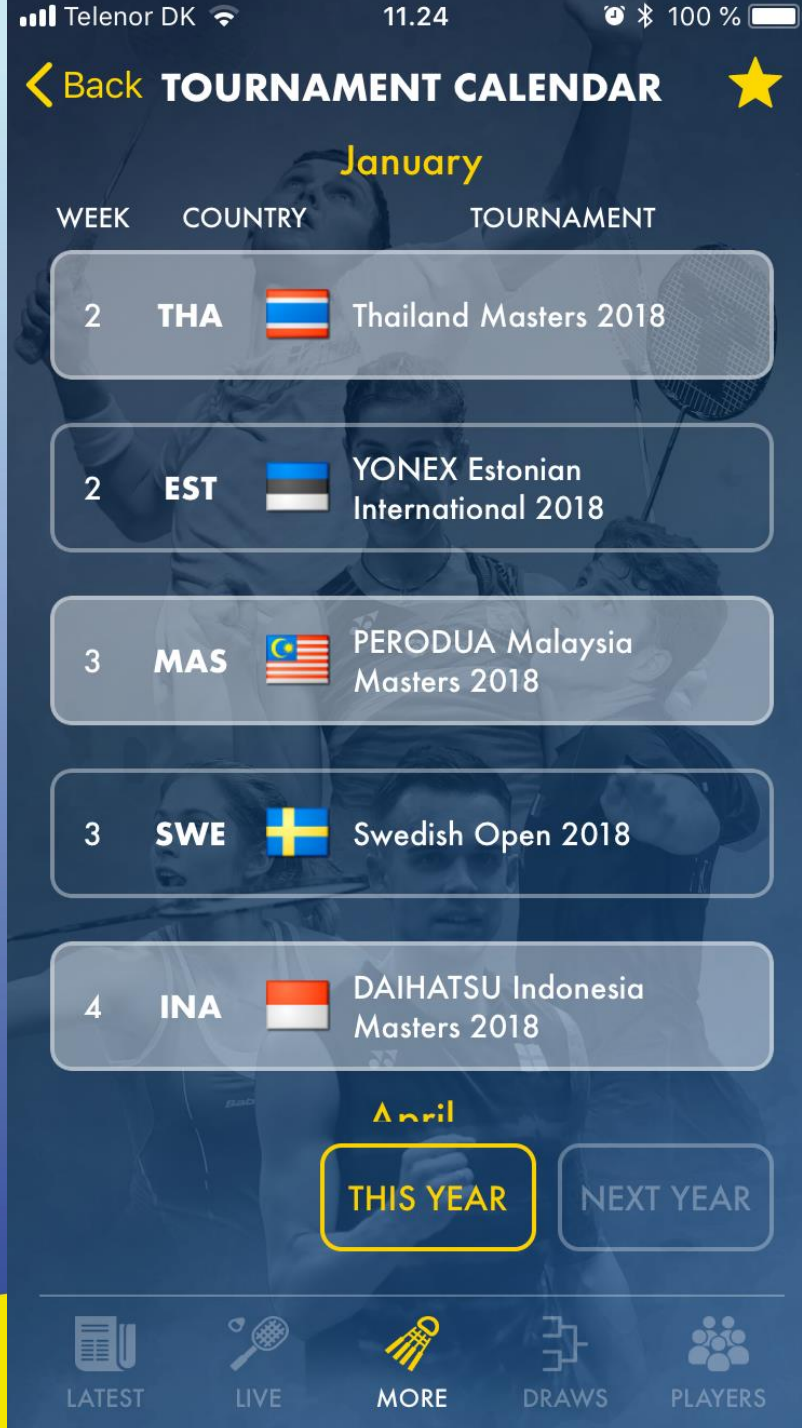 Telenor DK 11.24 100 %
Back TOURNAMENT CALENDAR
January
WEEK COUNTRY TOURNAMENT
2 THA Thailand Masters 2018
2 EST YONEX Estonian
International 2018
3 MAS PERODUA Malaysia
Masters 2018
3 SWE Swedish Open 2018
4 INA DAIHATSU Indonesia
Masters 2018
April
THIS YEAR NEXT YEAR
LATEST LIVE MORE DRAWS PLAYERS